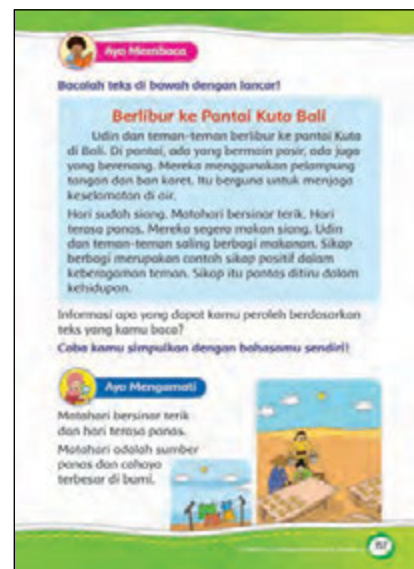 Ayo Membaca
Bacalah teks di bawah dengan lancar!
Berlibur ke Pantai Kuta Bali
Udin dan teman-teman berlibur ke pantai Kuta
di Bali. Di pantai, ada yang bermain pasir, ada juga
yang berenang. Mereka menggunakan pelampung
tangan dan ban karet. Itu berguna untuk menjaga
keselamatan di air.
Hari sudah siang. Matahari bersinar terik. Hari
terasa panas. Mereka segera makan siang. Udin
dan teman-teman saling berbagi makanan. Sikap
berbagi merupakan contoh sikap positif dalam
keberagaman teman. Sikap itu pantas ditiru dalam
kehidupan.
Informasi apa yang dapat kamu peroleh berdasarkan
teks yang kamu baca?
Coba kamu simpulkan dengan bahasamu sendiri!
Ayo Mengamati
Matahari bersinar terik
dan hari terasa panas.
Matahari adalah sumber
panas dan cahaya
terbesar di bumi.